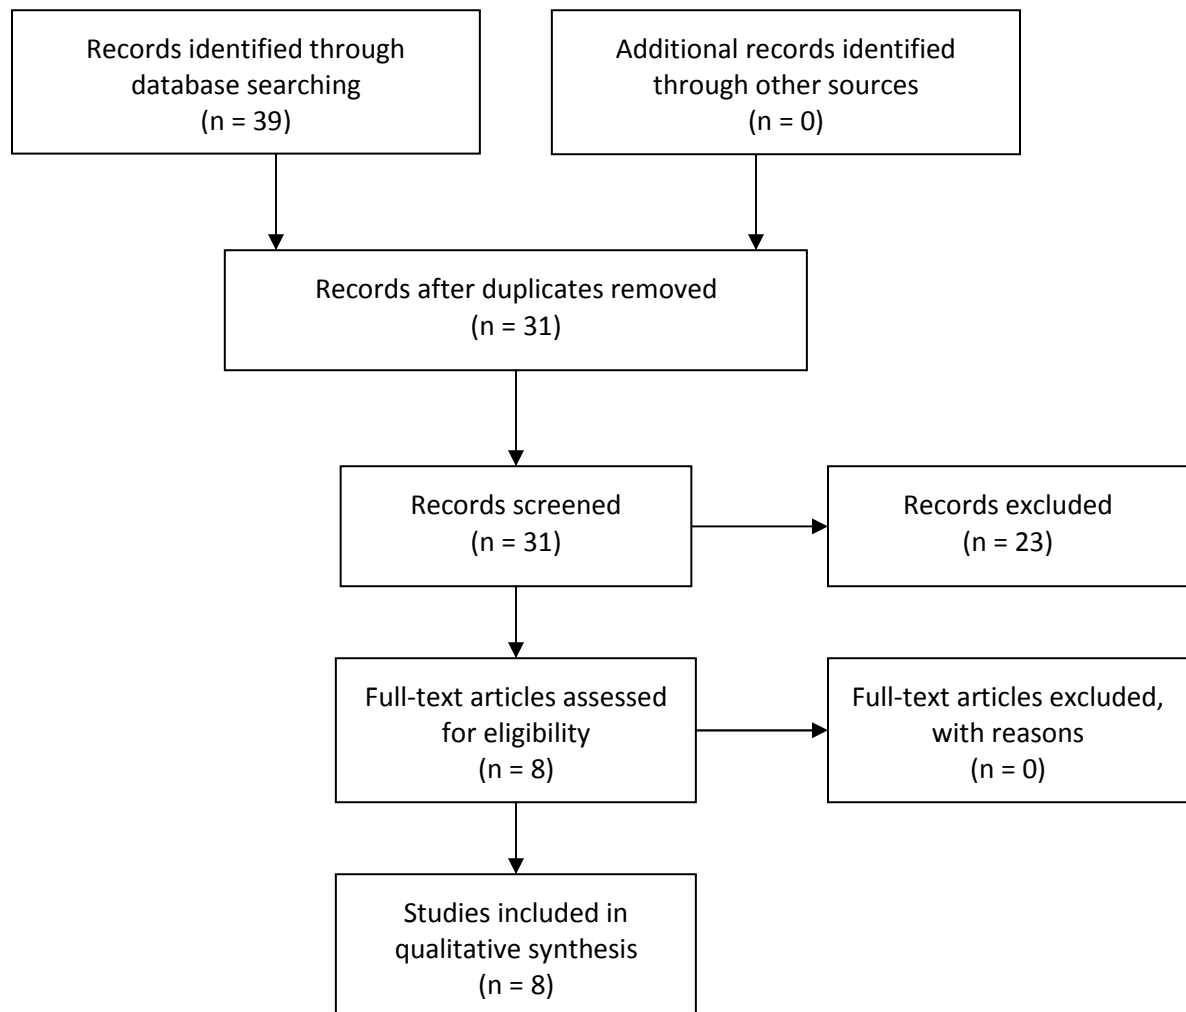 Records identified through
database searching
(n = 39)
Additional records identified
through other sources
(n = 0)
Records after duplicates removed
(n = 31)
Records screened
(n = 31)
Records excluded
(n = 23)
Full-text articles assessed
for eligibility
(n = 8)
Full-text articles excluded,
with reasons
(n = 0)
Studies included in
qualitative synthesis
(n = 8)